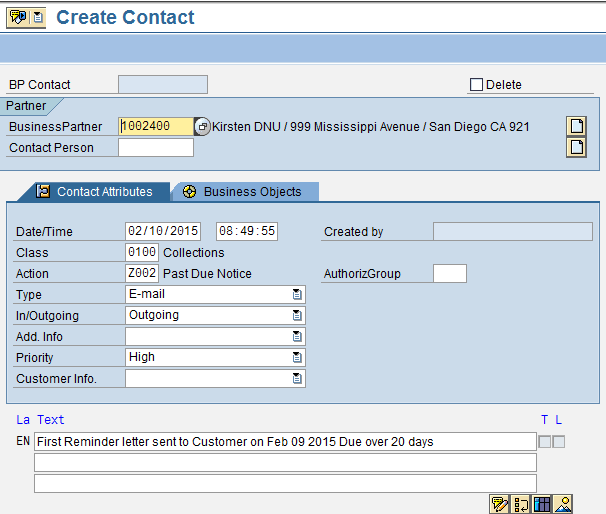 Create Contact
BP Contact
Delete
Partner
BusinessPartner 1002400 Kirsten DNU / 999 Mississippi Avenue / San Diego CA 921
Contact Person
Contact Attributes Business Objects
Date/Time 02/10/2015 08:49:55 Created by
Class 0100 Collections
Action Z002 Past Due Notice AuthorizGroup
Type E-mail
In/Outgoing Outgoing
Add. Info
Priority High
Customer Info.
La Text T L
EN First Reminder letter sent to Customer on Feb 09 2015 Due over 20 days